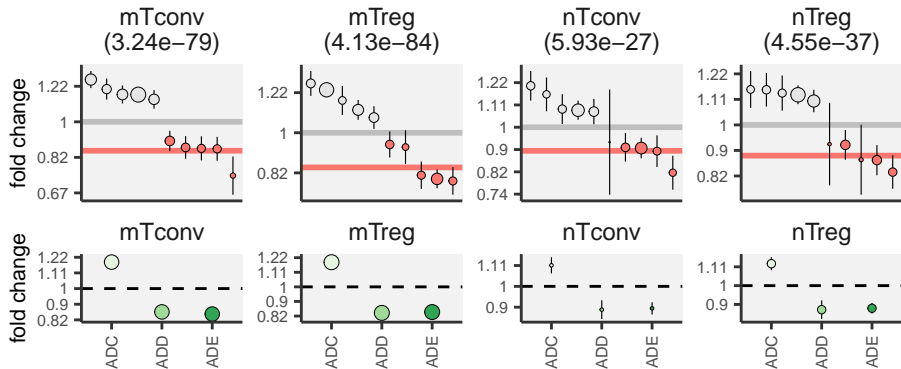 mTconv
(3.24e−79)
mTreg
(4.13e−84)
nTconv
(5.93e−27)
nTreg
(4.55e−37)
fold change
1.22
1
0.82
0.67
1.22
1
0.82
1.22
1.11
1
0.9
0.82
0.74
1.22
1.11
1
0.9
0.82
mTconv
mTreg
nTconv
nTreg
fold change
1.22
1.11
1
0.9
0.82
1.22
1.11
1
0.9
0.82
1.11
1
0.9
1.11
1
0.9
ADC
ADD
ADE
ADC
ADD
ADE
ADC
ADD
ADE
ADC
ADD
ADE